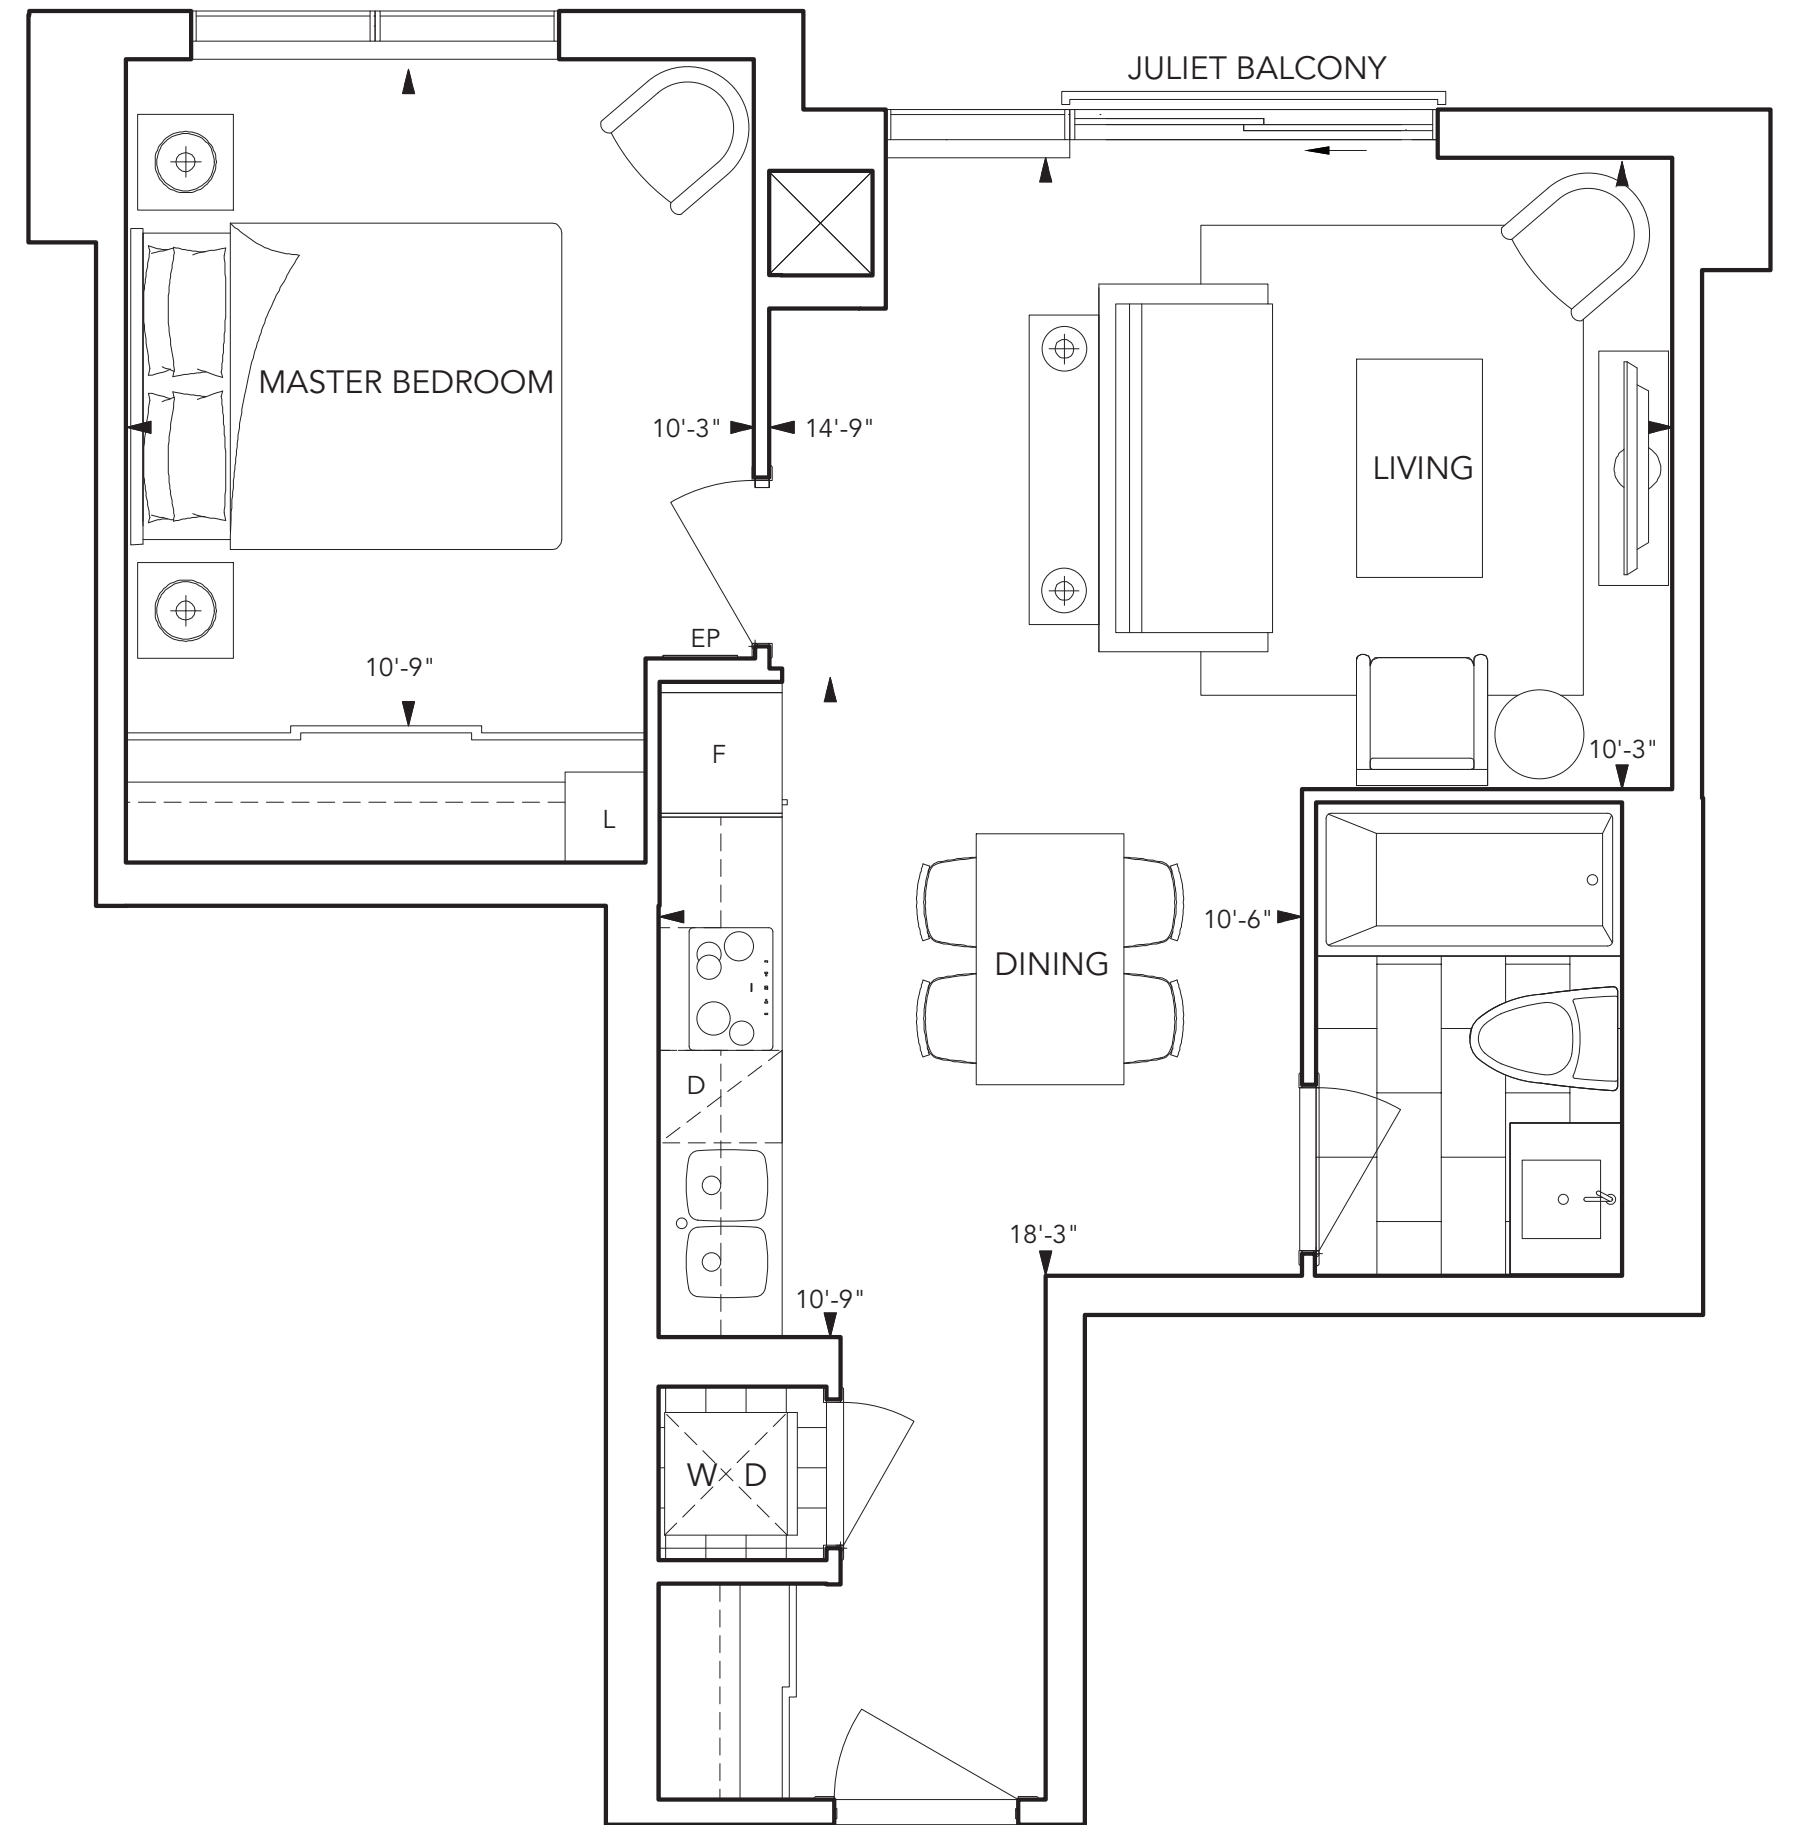 JULIET BALCONY
MASTER BEDROOM
10'-3"
14'-9"
LIVING
EP
10'-9"
F
10'-3"
L
10'-6"
DINING
D
18'-3"
10'-9"
W D